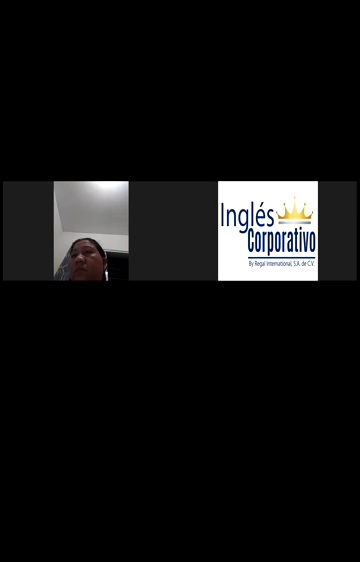 Inglés
Corporativo
By Regal International, S.A. de C.V.